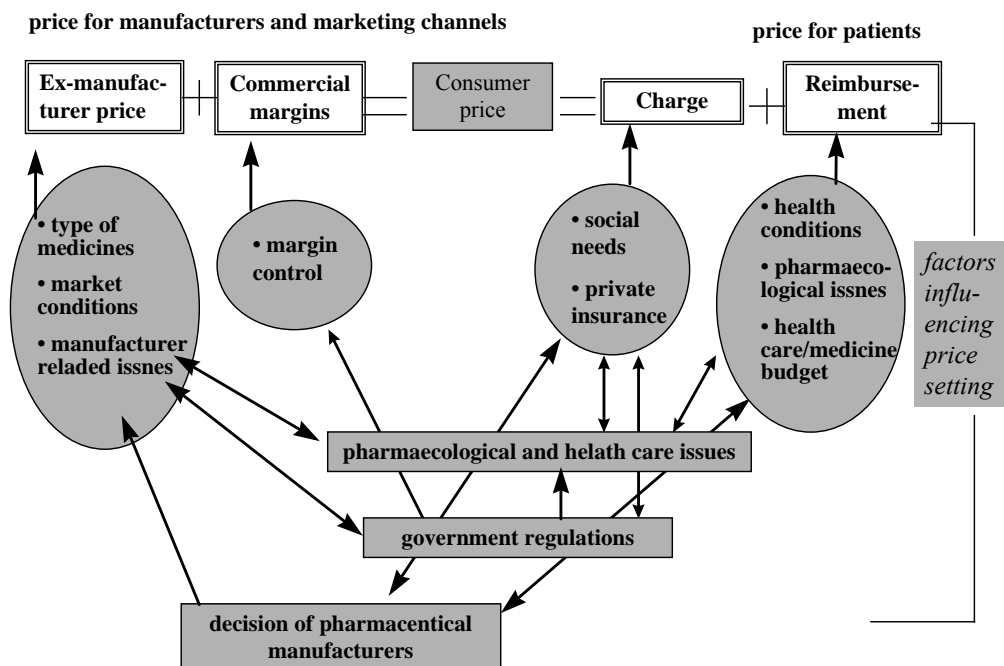 price for manufacturers and marketing channels
price for patients
Ex-manufac-
turer price
Commercial
margins
Consumer
price
Charge
Reimburse-
ment
• type of
medicines
• market
conditions
• manufacturer
reladed issnes
• margin
control
• social
needs
• private
insurance
• health
conditions
• pharmaeco-
logical issnes
• health
care/medicine
budget
factors
influ-
encing
price
setting
pharmaecological and helath care issues
government regulations
decision of pharmacentical
manufacturers